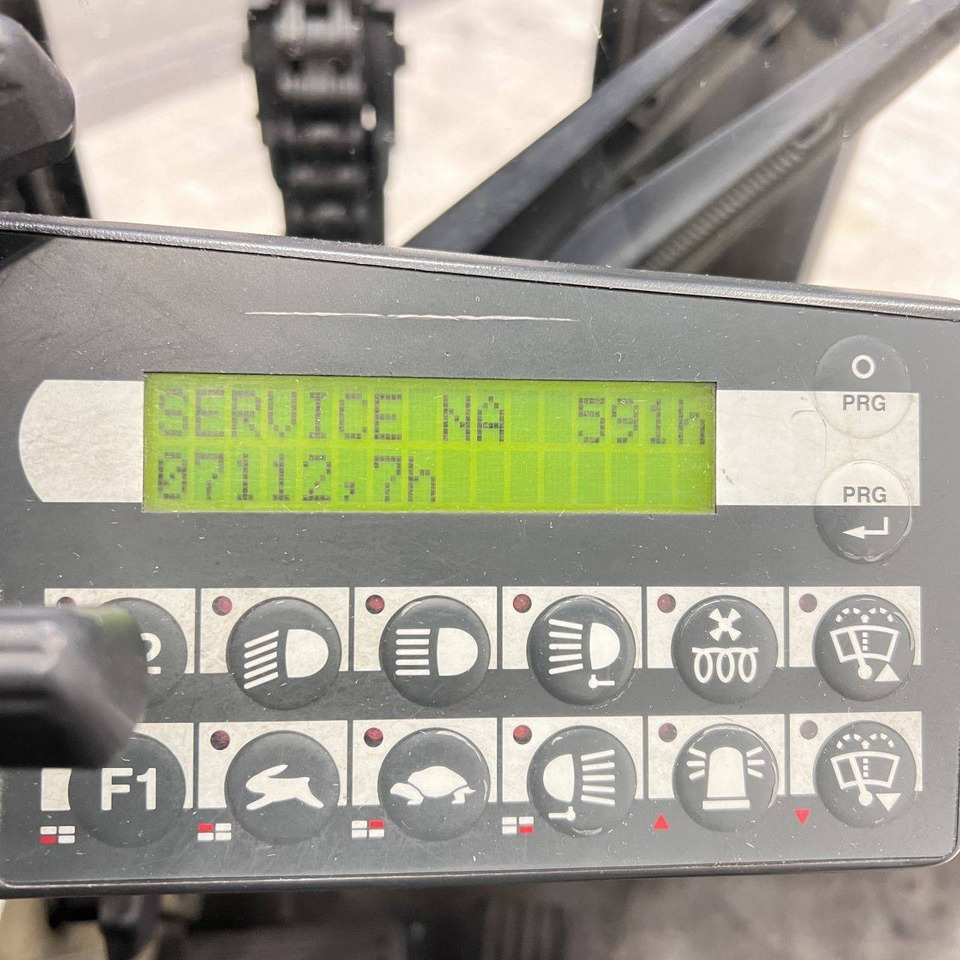 SERVICE NA 591h
07112,7h
PRG
PRG
F1